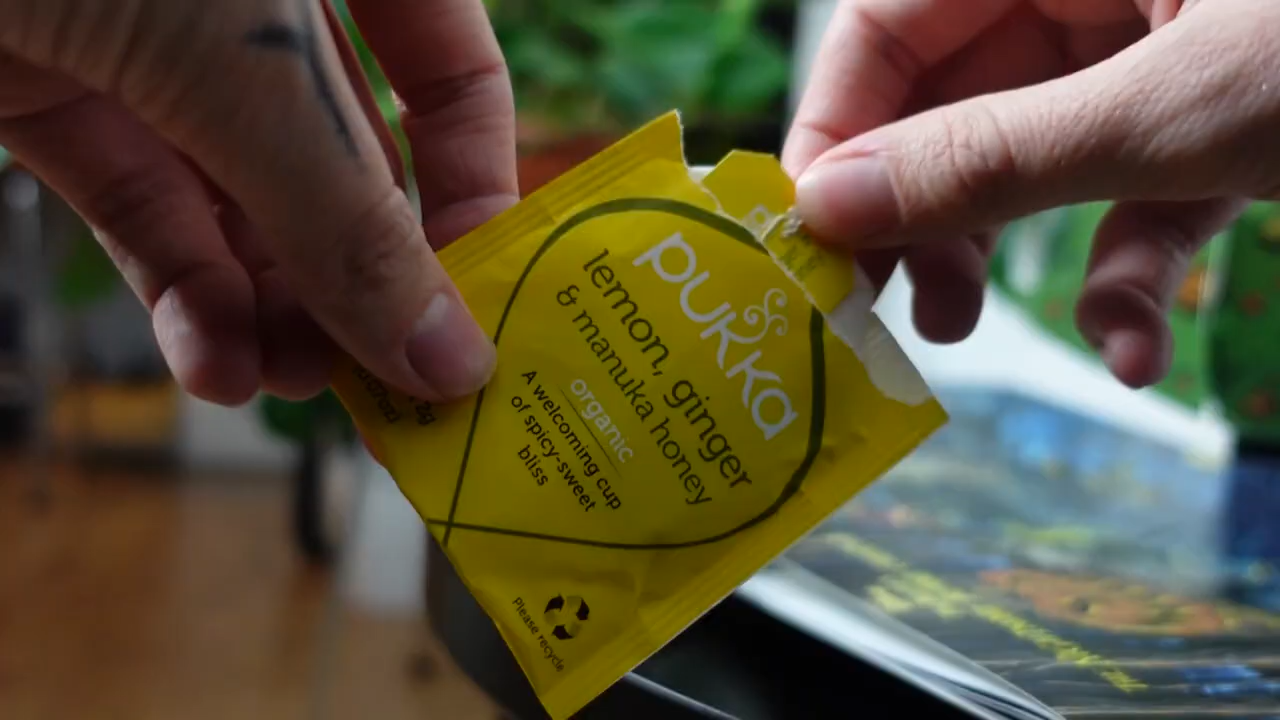 pukka
lemon, ginger
& manuka honey
organic
A welcoming cup
of spicy-sweet
bliss
Please recycle